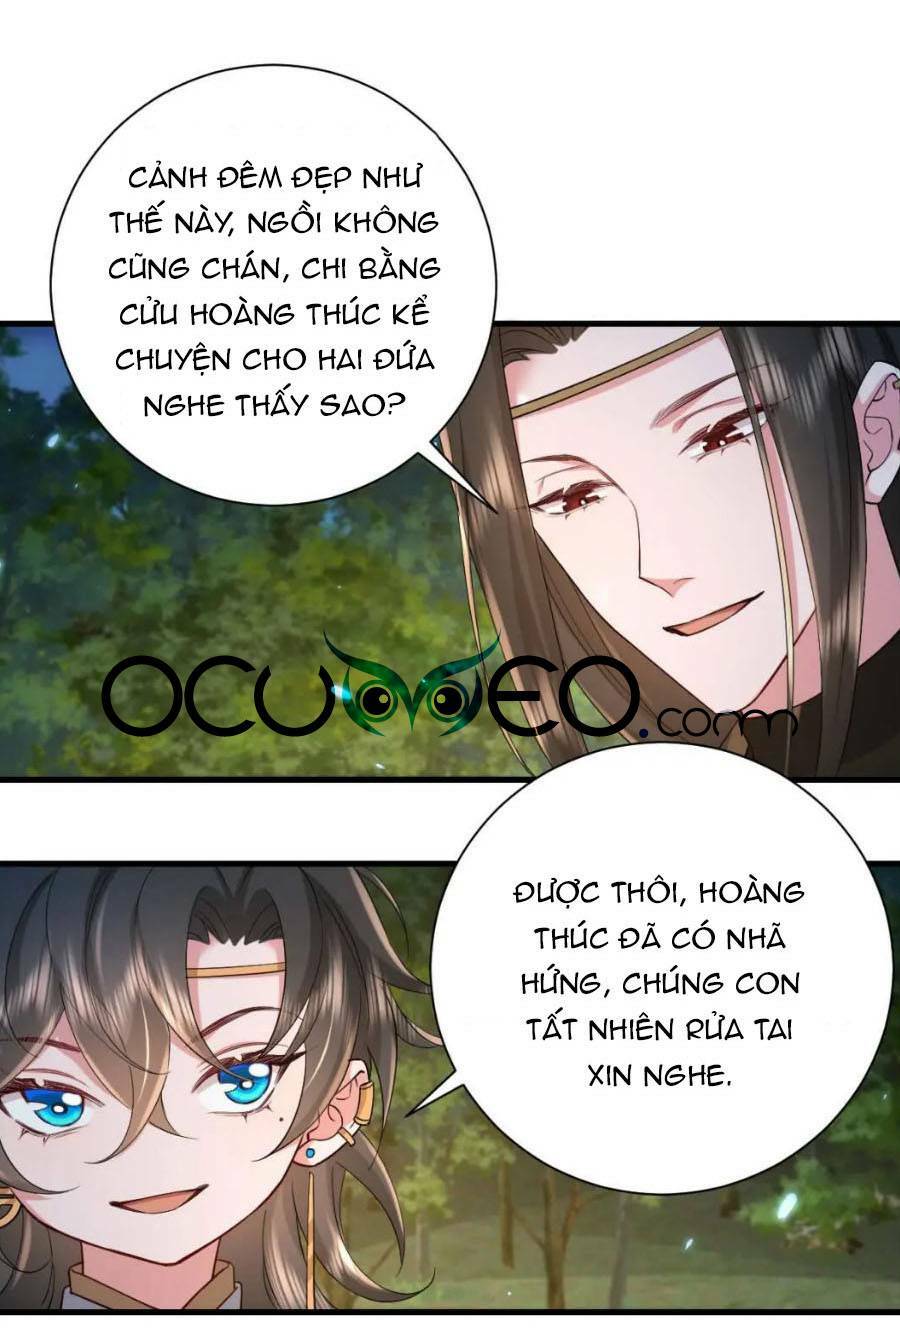 CẢNH ĐÊM ĐẸP NHƯ
THẾ NÀY, NGỒI KHÔNG
CŨNG CHÁN, CHI BẰNG
CỬU HOÀNG THÚC KỂ
CHUYỆN CHO HAI ĐỨA
NGHE THẤY SAO?
OCUMEO.com
ĐƯỢC THÔI, HOÀNG
THÚC ĐÃ CÓ NHÃ
HỨNG, CHÚNG CON
TẤT NHIÊN RỬA TAI
XIN NGHE.